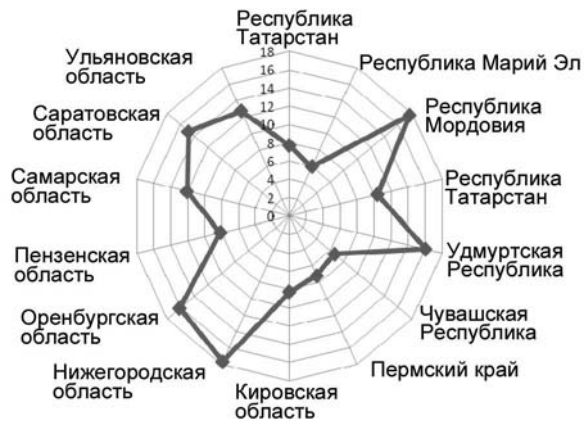 Республика
Татарстан
Республика Марий Эл
Республика
Мордовия
Республика
Татарстан
Удмуртская
Республика
Чувашская
Республика
Пермский край
Кировская
область
Нижегородская
область
Оренбургская
область
Пензенская
область
Самарская
область
Саратовская
область
Ульяновская
область
18
16
14
12
10
8
6
4
2
0